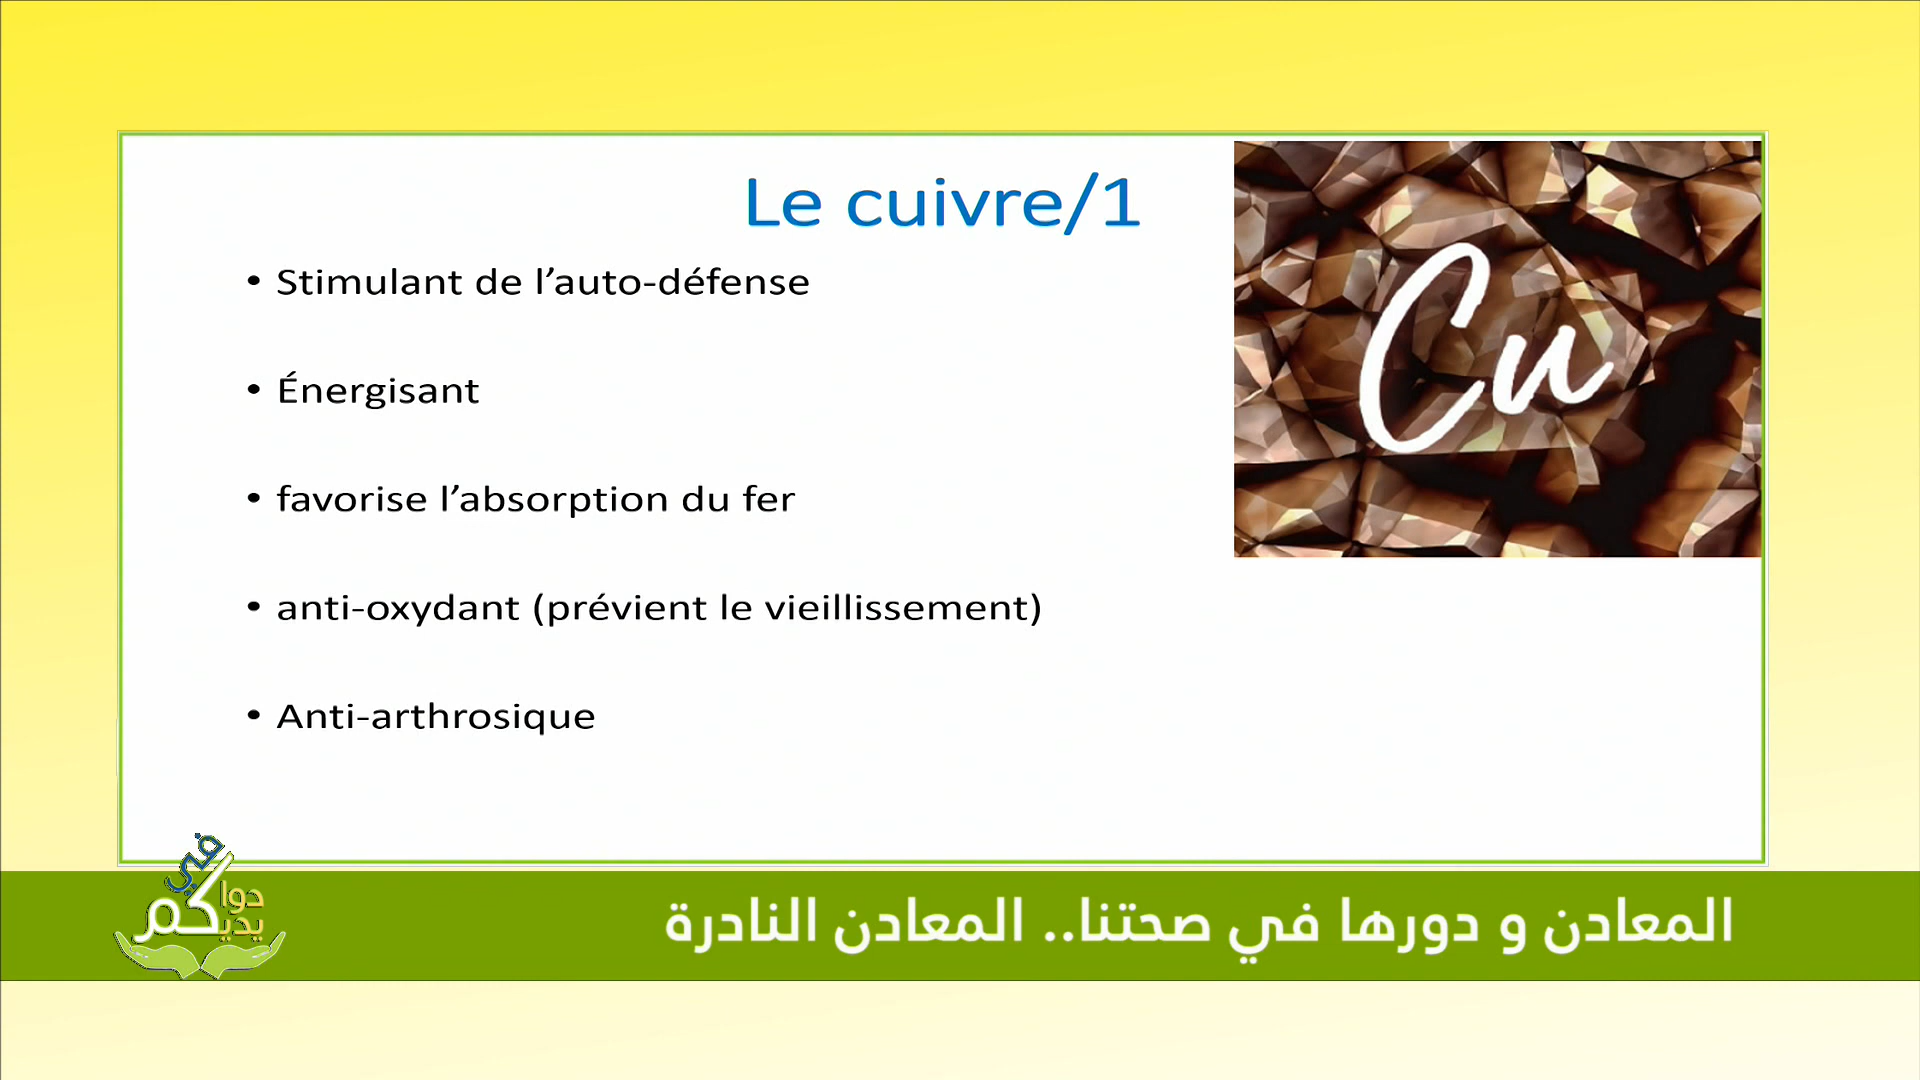 Le cuivre/1
Cu
• Stimulant de l’auto-défense
• Énergisant
• favorise l’absorption du fer
• anti-oxydant (prévient le vieillissement)
• Anti-arthrosique
المعادن و دورها في صحتنا.. المعادن النادرة
دوا
في
يديكم